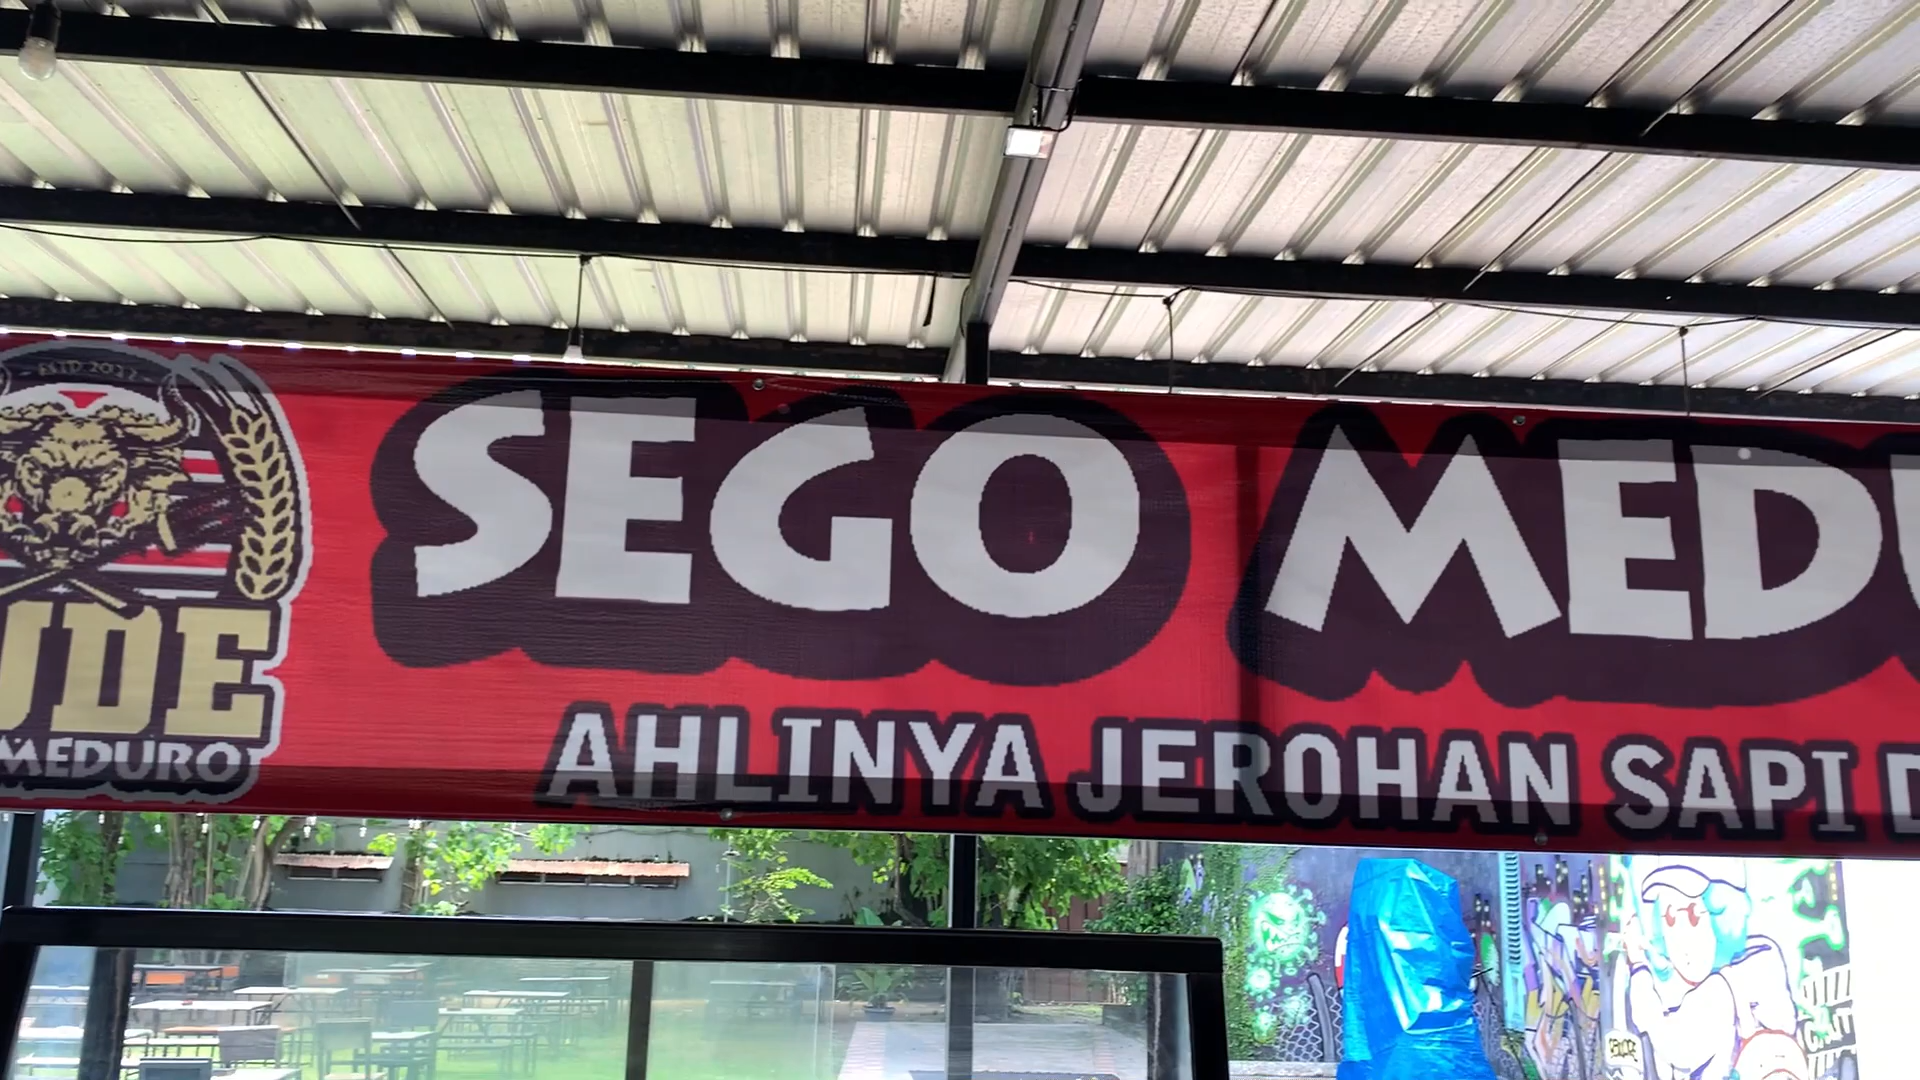 ESTD 2022
UDE
MEDURO
SEGO MEDU
AHLINYA JEROHAN SAPI D